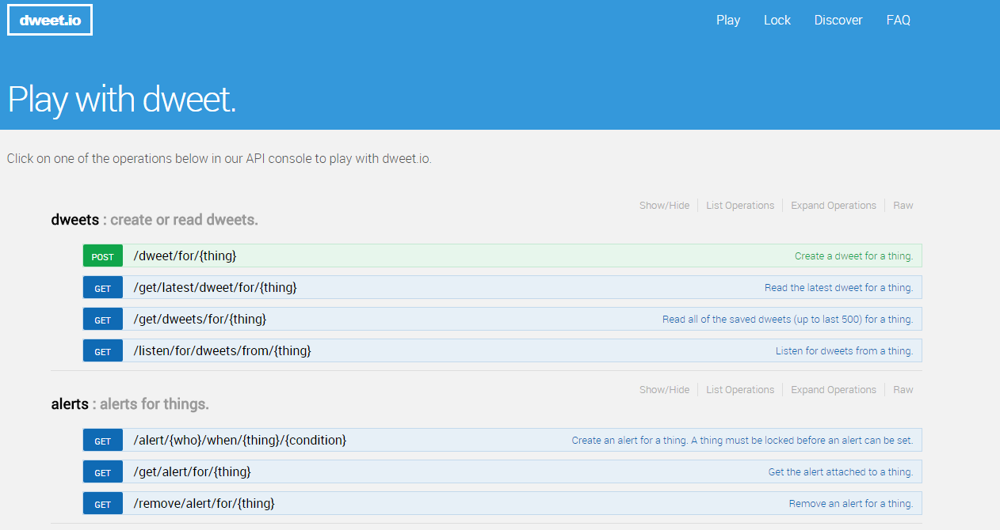 dweet.io
Play Lock Discover FAQ
Play with dweet.
Click on one of the operations below in our API console to play with dweet.io.
Show/Hide List Operations Expand Operations Raw
dweets : create or read dweets.
POST /dweet/for/{thing} Create a dweet for a thing.
GET /get/latest/dweet/for/{thing} Read the latest dweet for a thing.
GET /get/dweets/for/{thing} Read all of the saved dweets (up to last 500) for a thing.
GET /listen/for/dweets/from/{thing} Listen for dweets from a thing.
Show/Hide List Operations Expand Operations Raw
alerts : alerts for things.
GET /alert/{who}/when/{thing}/{condition} Create an alert for a thing. A thing must be locked before an alert can be set.
GET /get/alert/for/{thing} Get the alert attached to a thing.
GET /remove/alert/for/{thing} Remove an alert for a thing.